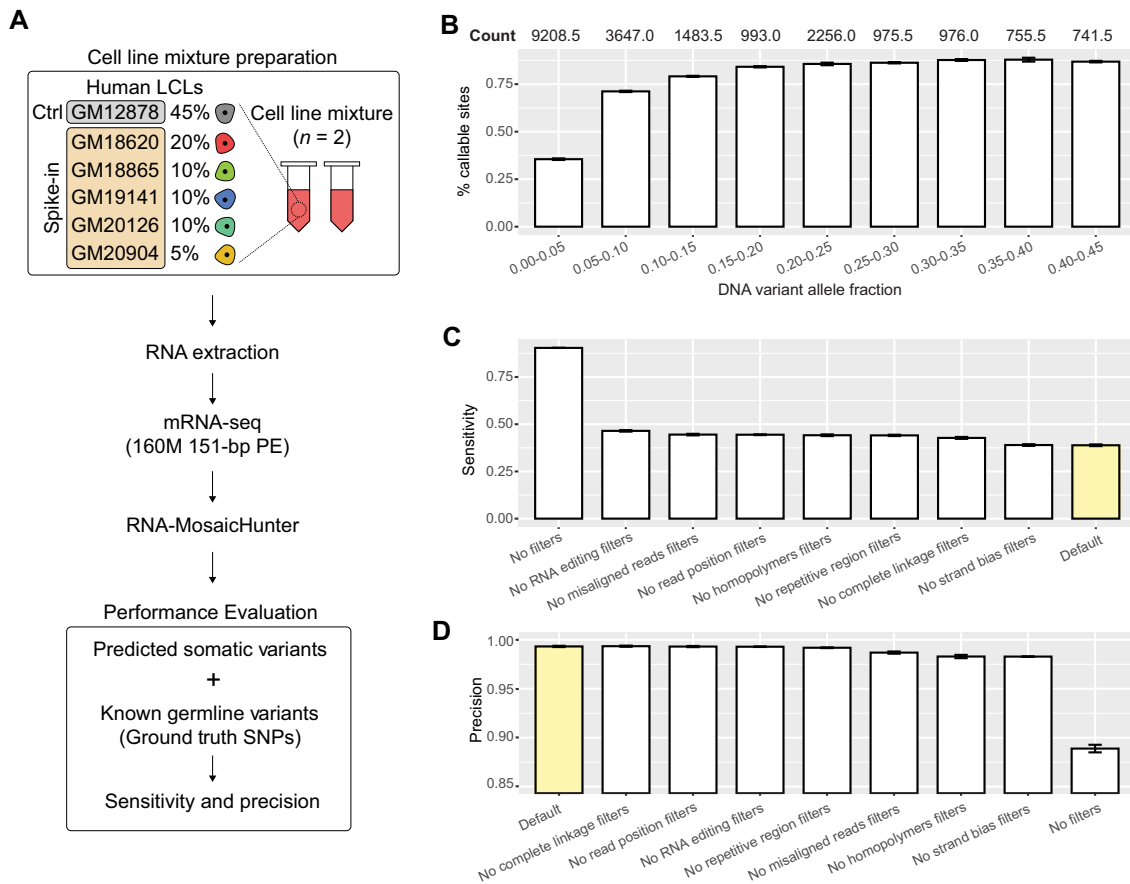 A
Cell line mixture preparation
Human LCLs
Ctrl GM12878 45%
Spike-in
GM18620 20%
GM18865 10%
GM19141 10%
GM20126 10%
GM20904 5%
Cell line mixture
(n = 2)
RNA extraction
mRNA-seq
(160M 151-bp PE)
RNA-MosaicHunter
Performance Evaluation
Predicted somatic variants
+
Known germline variants
(Ground truth SNPs)
Sensitivity and precision
B
Count 9208.5 3647.0 1483.5 993.0 2256.0 975.5 976.0 755.5 741.5
% callable sites
0.75
0.50
0.25
0.00
0.00-0.05 0.05-0.10 0.10-0.15 0.15-0.20 0.20-0.25 0.25-0.30 0.30-0.35 0.35-0.40 0.40-0.45
DNA variant allele fraction
C
Sensitivity
0.75
0.50
0.25
0.00
No filters
No RNA editing filters
No misaligned reads filters
No read position filters
No homopolymers filters
No repetitive region filters
No complete linkage filters
No strand bias filters
Default
D
Precision
1.00
0.95
0.90
0.85
Default
No complete linkage filters
No read position filters
No RNA editing filters
No repetitive region filters
No misaligned reads filters
No homopolymers filters
No strand bias filters
No filters